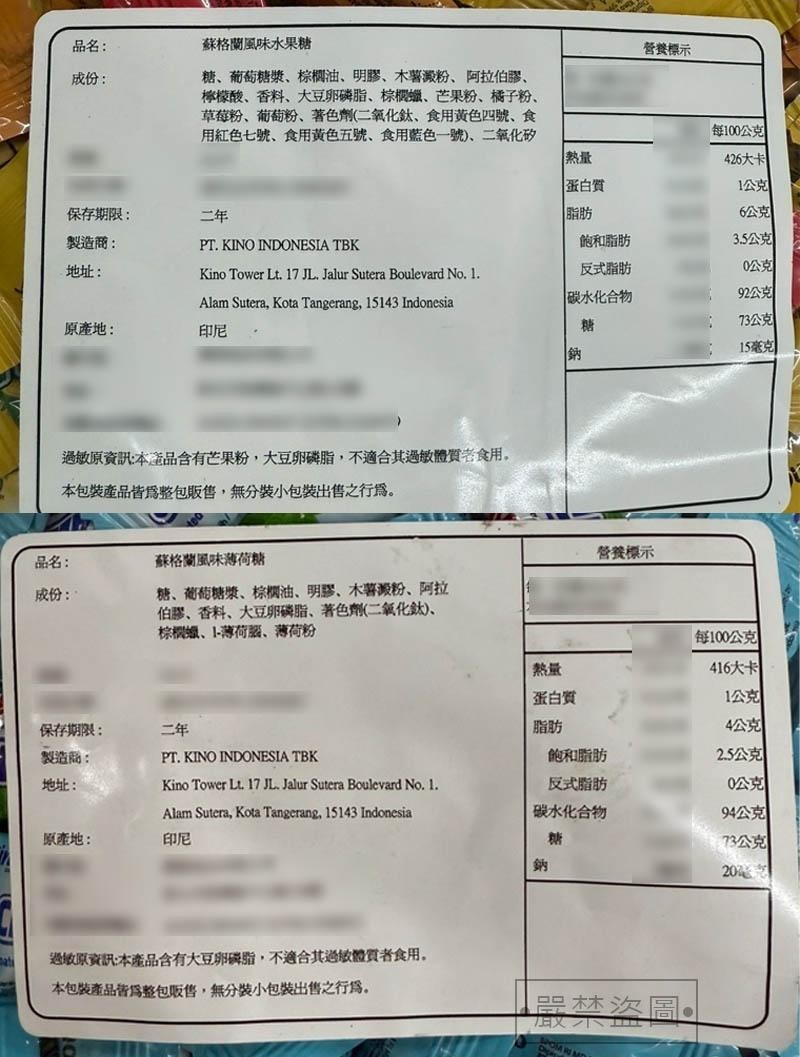 品名：
蘇格蘭風味水果糖
成份：
糖、葡萄糖漿、棕櫚油、明膠、木薯澱粉、阿拉伯膠、
檸檬酸、香料、大豆卵磷脂、棕櫚蠟、芒果粉、橘子粉、
草莓粉、葡萄粉、著色劑(二氧化鈦、食用黃色四號、食
用紅色七號、食用黃色五號、食用藍色一號)、二氧化矽
保存期限：
二年
製造商：
PT. KINO INDONESIA TBK
地址：
Kino Tower Lt. 17 JL. Jalur Sutera Boulevard No. 1.
Alam Sutera, Kota Tangerang, 15143 Indonesia
原產地：
印尼
過敏原資訊:本產品含有芒果粉，大豆卵磷脂，不適合其過敏體質者食用。
本包裝產品皆爲整包販售，無分裝小包裝出售之行爲。
營養標示
每100公克
熱量 426大卡
蛋白質 1公克
脂肪 6公克
飽和脂肪 3.5公克
反式脂肪 0公克
碳水化合物 92公克
糖 73公克
鈉 15毫克
品名：
蘇格蘭風味薄荷糖
成份：
糖、葡萄糖漿、棕櫚油、明膠、木薯澱粉、阿拉
伯膠、香料、大豆卵磷脂、著色劑(二氧化鈦)、
棕櫚蠟、l-薄荷腦、薄荷粉
保存期限：
二年
製造商：
PT. KINO INDONESIA TBK
地址：
Kino Tower Lt. 17 JL. Jalur Sutera Boulevard No. 1.
Alam Sutera, Kota Tangerang, 15143 Indonesia
原產地：
印尼
過敏原資訊:本產品含有大豆卵磷脂，不適合其過敏體質者食用。
本包裝產品皆爲整包販售，無分裝小包裝出售之行爲。
營養標示
每100公克
熱量 416大卡
蛋白質 1公克
脂肪 4公克
飽和脂肪 2.5公克
反式脂肪 0公克
碳水化合物 94公克
糖 73公克
鈉 20毫克
嚴禁盜圖